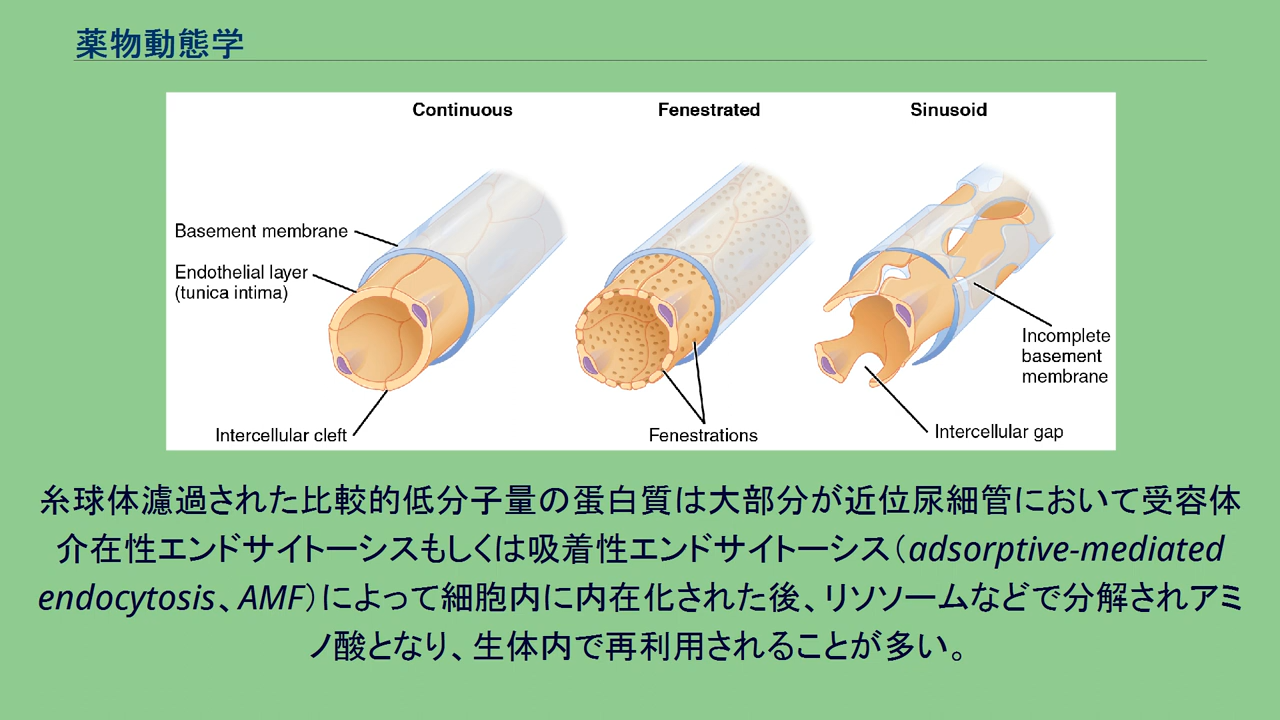 薬物動態学
Continuous
Fenestrated
Sinusoid
Basement membrane
Endothelial layer
(tunica intima)
Intercellular cleft
Fenestrations
Incomplete
basement
membrane
Intercellular gap
糸球体濾過された比較的低分子量の蛋白質は大部分が近位尿細管において受容体
介在性エンドサイトーシスもしくは吸着性エンドサイトーシス（adsorptive-mediated
endocytosis、AMF）によって細胞内に内在化された後、リソソームなどで分解されアミ
ノ酸となり、生体内で再利用されることが多い。